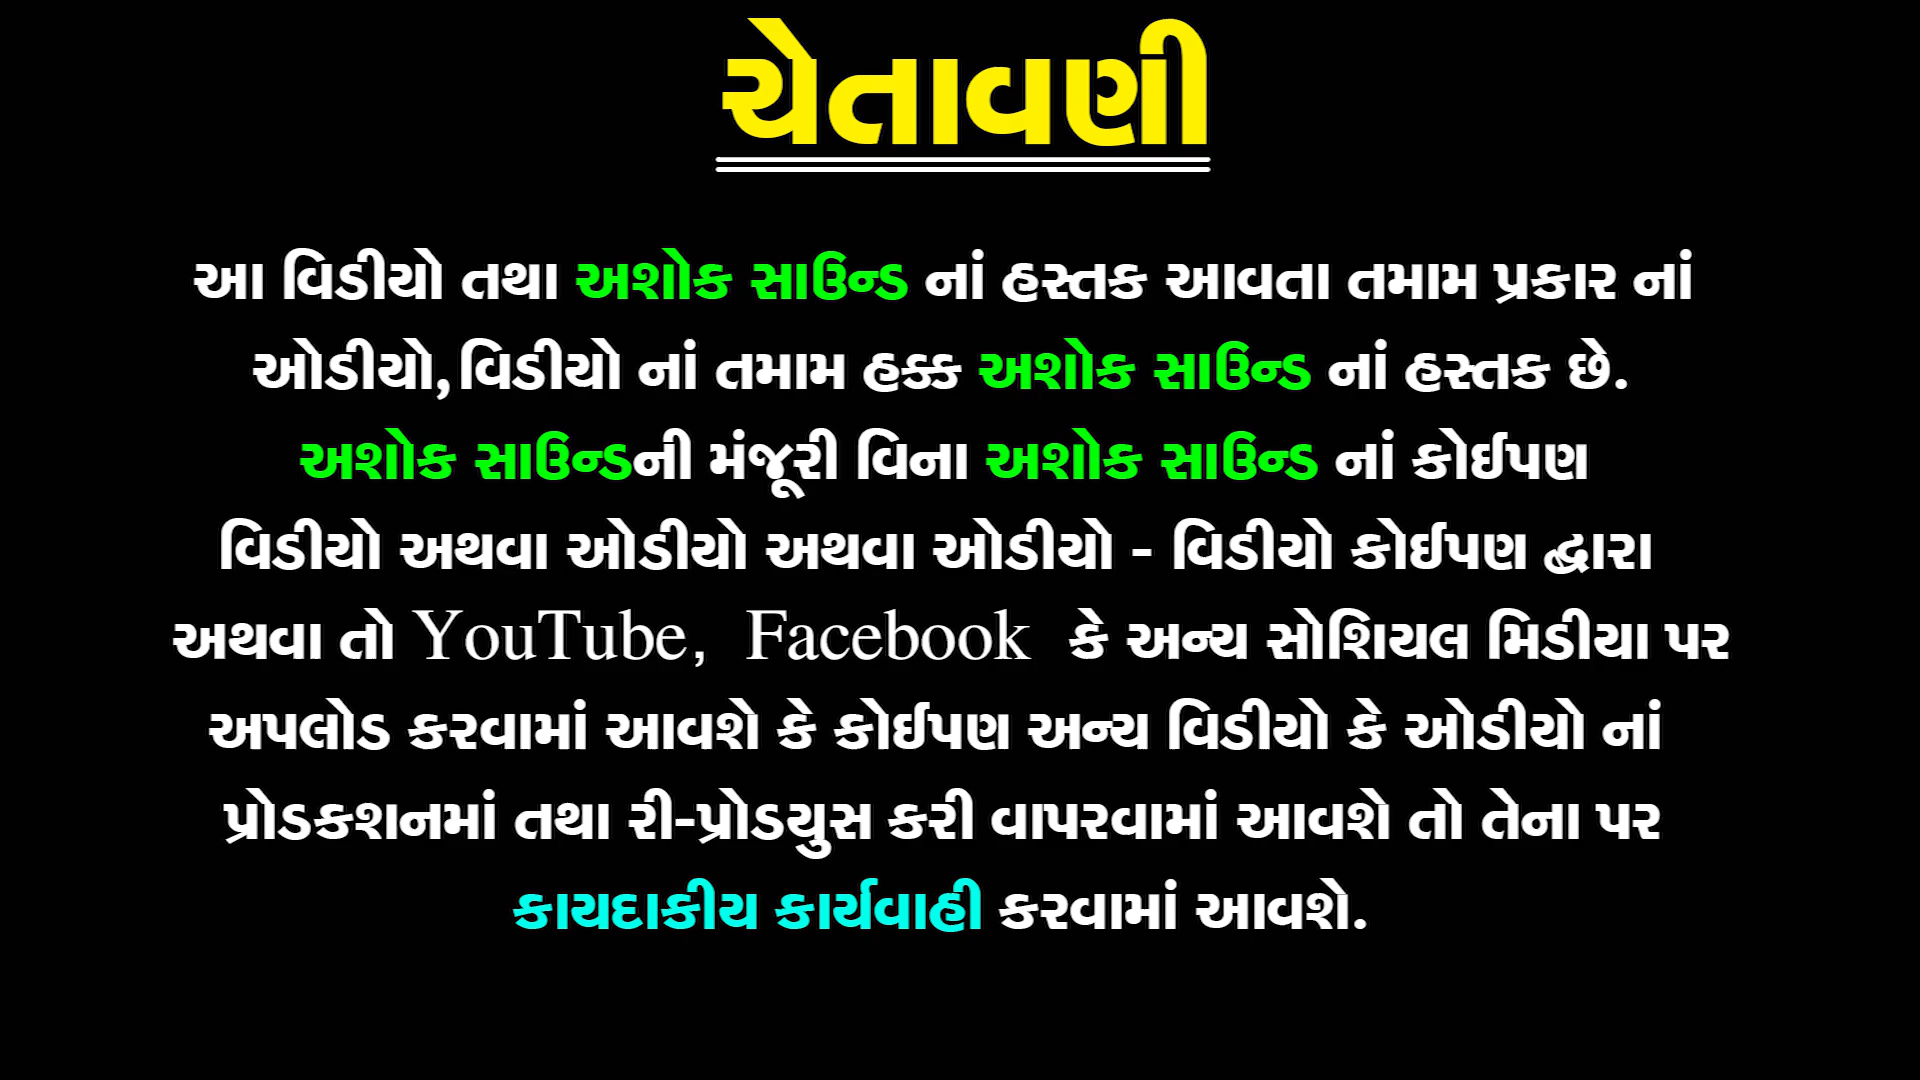 ચેતાવણી
આ વિડીયો તથા અશોક સાઉન્ડ નાં હસ્તક આવતા તમામ પ્રકાર નાં
ઓડીયો,વિડીયો નાં તમામ હક્ક અશોક સાઉન્ડ નાં હસ્તક છે.
અશોક સાઉન્ડની મંજૂરી વિના અશોક સાઉન્ડ નાં કોઈપણ
વિડીયો અથવા ઓડીયો અથવા ઓડીયો - વિડીયો કોઈપણ દ્વારા
અથવા તો YouTube, Facebook કે અન્ય સોશિયલ મિડીયા પર
અપલોડ કરવામાં આવશે કે કોઈપણ અન્ય વિડીયો કે ઓડીયો નાં
પ્રોડકશનમાં તથા રી-પ્રોડયુસ કરી વાપરવામાં આવશે તો તેના પર
કાયદાકીય કાર્યવાહી કરવામાં આવશે.